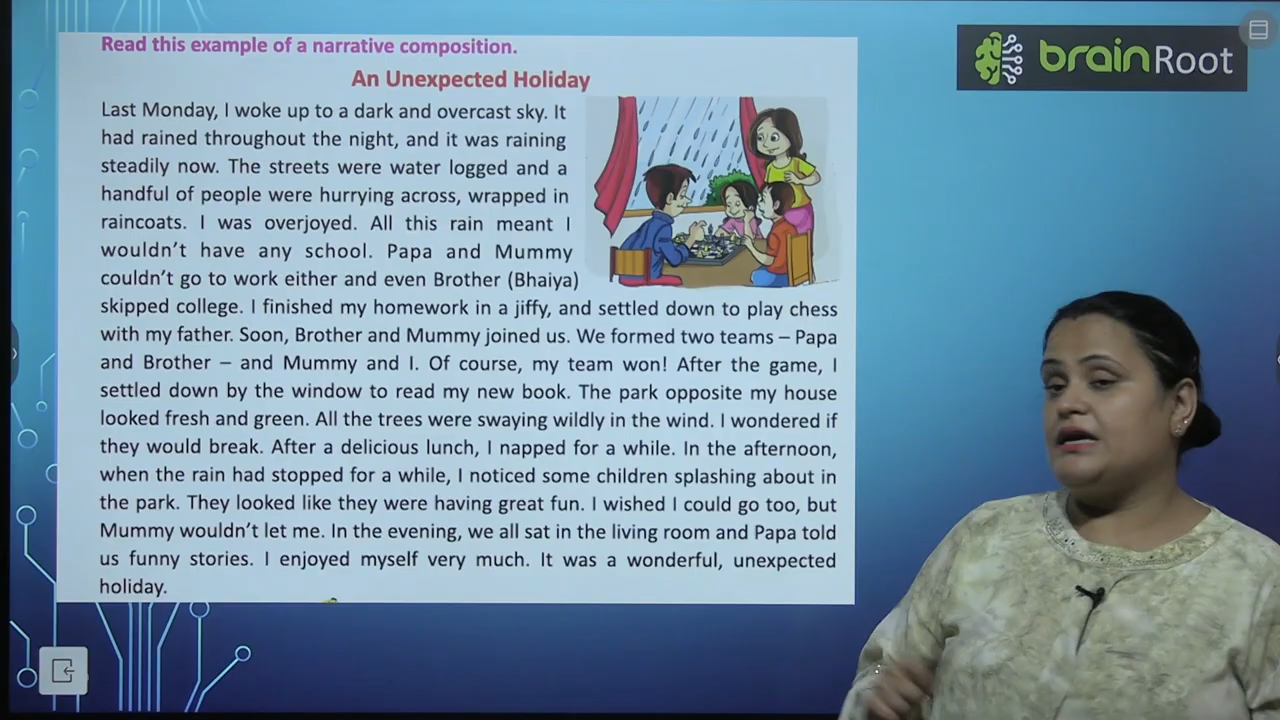 Read this example of a narrative composition.
An Unexpected Holiday
Last Monday, I woke up to a dark and overcast sky. It
had rained throughout the night, and it was raining
steadily now. The streets were water logged and a
handful of people were hurrying across, wrapped in
raincoats. I was overjoyed. All this rain meant I
wouldn't have any school. Papa and Mummy
couldn't go to work either and even Brother (Bhaiya)
skipped college. I finished my homework in a jiffy, and settled down to play chess
with my father. Soon, Brother and Mummy joined us. We formed two teams – Papa
and Brother – and Mummy and I. Of course, my team won! After the game, I
settled down by the window to read my new book. The park opposite my house
looked fresh and green. All the trees were swaying wildly in the wind. I wondered if
they would break. After a delicious lunch, I napped for a while. In the afternoon,
when the rain had stopped for a while, I noticed some children splashing about in
the park. They looked like they were having great fun. I wished I could go too, but
Mummy wouldn't let me. In the evening, we all sat in the living room and Papa told
us funny stories. I enjoyed myself very much. It was a wonderful, unexpected
holiday.
brainRoot